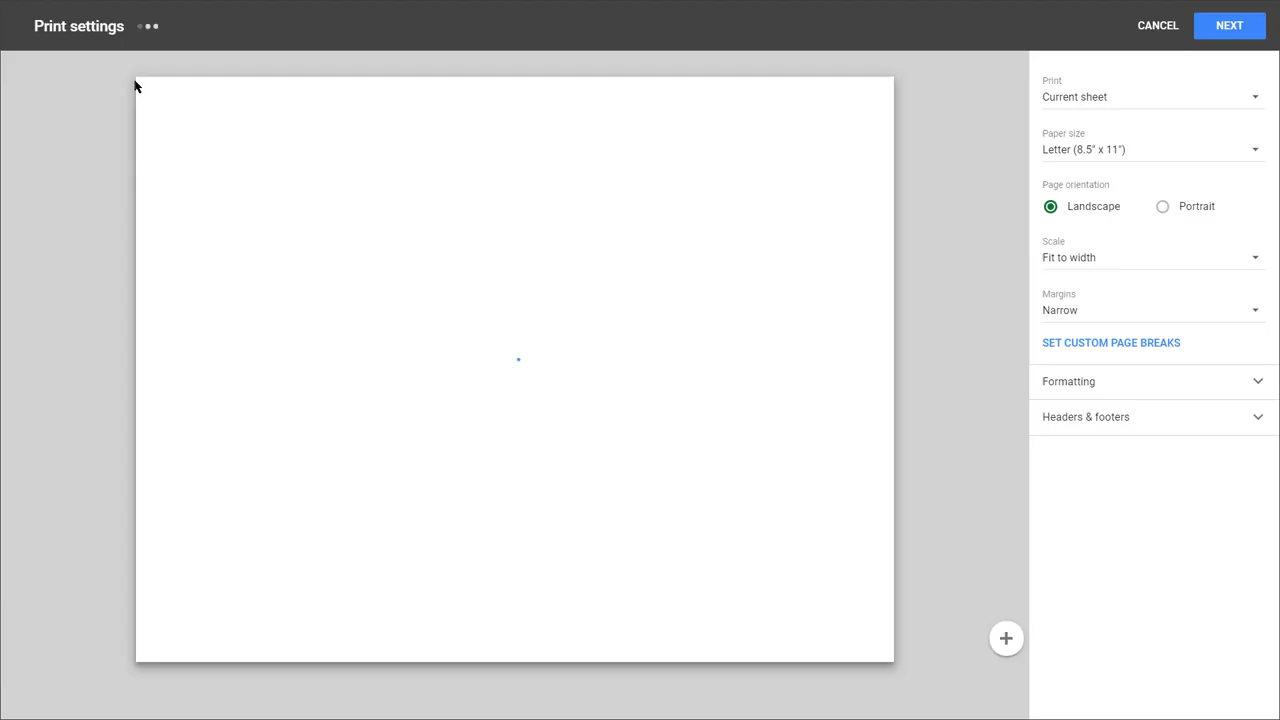 Print settings
CANCEL
NEXT
Print
Current sheet
Paper size
Letter (8.5" x 11")
Page orientation
Landscape
Portrait
Scale
Fit to width
Margins
Narrow
SET CUSTOM PAGE BREAKS
Formatting
Headers & footers